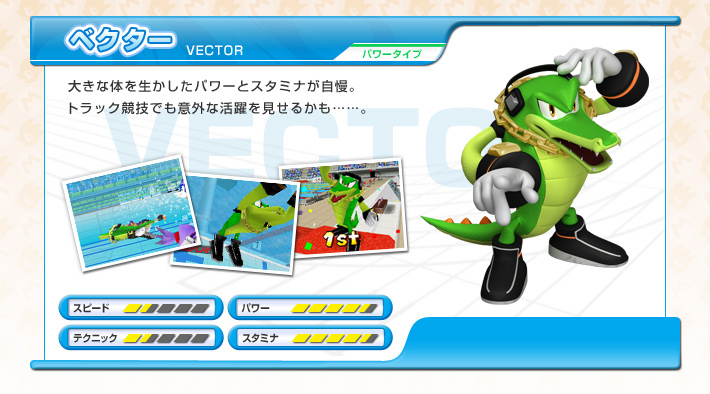 ベクター
VECTOR
パワータイプ
大きな体を生かしたパワーとスタミナが自慢。
トラック競技でも意外な活躍を見せるかも……。
VECTOR
1st
スピード
パワー
テクニック
スタミナ